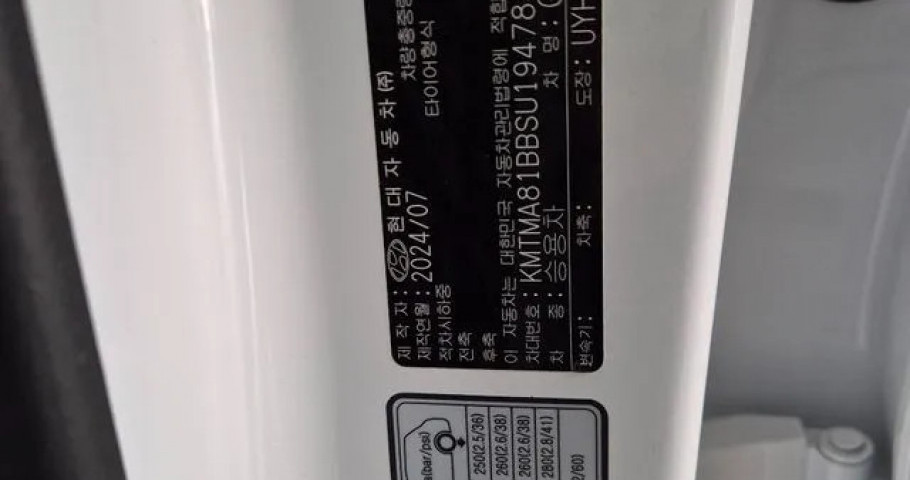 제 작 자 : 현 대 자 동 차 ㈜
제작연월 : 2024/07 차량총중량
적차시하중 타이어형식
전축
후축
이 자동차는 대한민국 자동차관리법령에 적합
차대번호 : KMTMA81BBSU19478
차 종 : 승용차 차 명 :
변속기: 차축: 도장: UYH
(bar/psi)
250(2.5/36)
260(2.6/38)
260(2.6/38)
280(2.8/41)
/60)